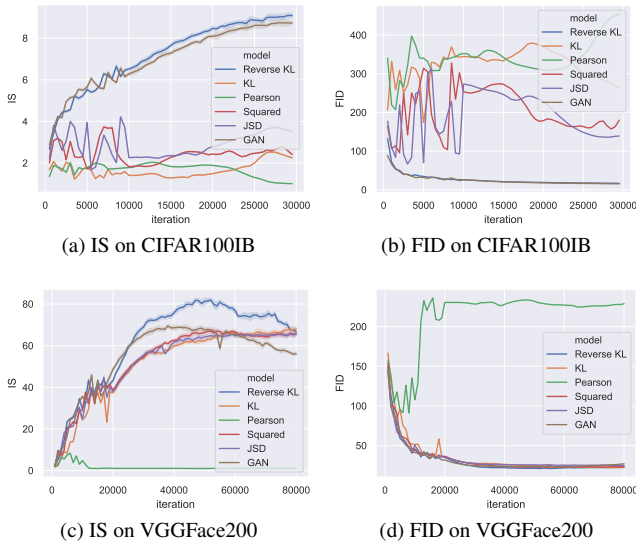 IS
8
6
4
2
model
Reverse KL
KL
Pearson
Squared
JSD
GAN
0 5000 10000 15000 20000 25000 30000
iteration
(a) IS on CIFAR100IB
FID
400
300
200
100
0
model
Reverse KL
KL
Pearson
Squared
JSD
GAN
0 5000 10000 15000 20000 25000 30000
iteration
(b) FID on CIFAR100IB
IS
80
60
40
20
0
model
Reverse KL
KL
Pearson
Squared
JSD
GAN
0 20000 40000 60000 80000
iteration
(c) IS on VGGFace200
FID
200
150
100
50
model
Reverse KL
KL
Pearson
Squared
JSD
GAN
0 20000 40000 60000 80000
iteration
(d) FID on VGGFace200